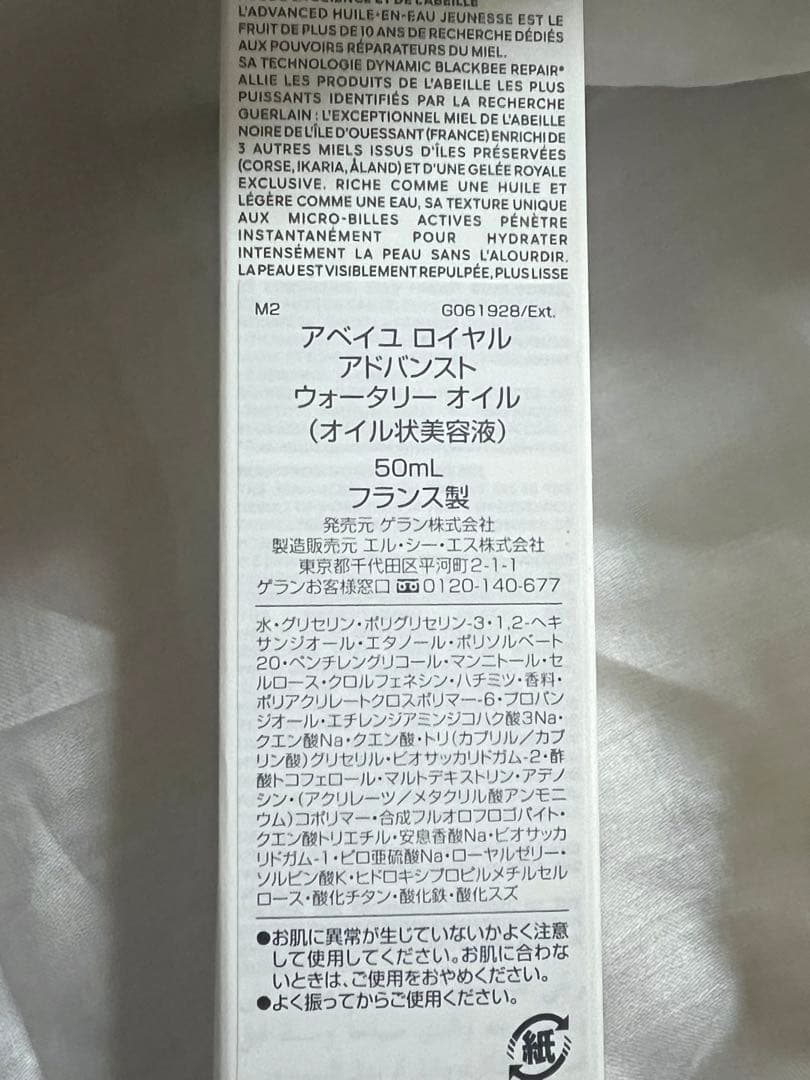 ET DE L'ABEILLE
L'ADVANCED HUILE-EN-EAU JEUNESSE EST LE
FRUIT DE PLUS DE 10 ANS DE RECHERCHE DÉDIÉS
AUX POUVOIRS RÉPARATEURS DU MIEL.
SA TECHNOLOGIE DYNAMIC BLACKBEE REPAIR®
ALLIE LES PRODUITS DE L'ABEILLE LES PLUS
PUISSANTS IDENTIFIÉS PAR LA RECHERCHE
GUERLAIN : L'EXCEPTIONNEL MIEL DE L'ABEILLE
NOIRE DE L'ÎLE D'OUESSANT (FRANCE) ENRICHI DE
3 AUTRES MIELS ISSUS D'ÎLES PRÉSERVÉES
(CORSE, IKARIA, ÅLAND) ET D'UNE GELÉE ROYALE
EXCLUSIVE. RICHE COMME UNE HUILE ET
LÉGÈRE COMME UNE EAU, SA TEXTURE UNIQUE
AUX MICRO-BILLES ACTIVES PÉNÈTRE
INSTANTANÉMENT POUR HYDRATER
INTENSÉMENT LA PEAU SANS L'ALOURDIR.
LA PEAU EST VISIBLEMENT REPULPÉE, PLUS LISSE
M2 G061928/Ext.
アベイユ ロイヤル
アドバンスト
ウォータリー オイル
（オイル状美容液）
50mL
フランス製
発売元 ゲラン株式会社
製造販売元 エル・シー・エス株式会社
東京都千代田区平河町2-1-1
ゲランお客様窓口 0120-140-677
水・グリセリン・ポリグリセリン-3・1,2-ヘキ
サンジオール・エタノール・ポリソルベート
20・ペンチレングリコール・マンニトール・セ
ルロース・クロルフェネシン・ハチミツ・香料・
ポリアクリレートクロスポリマー-6・プロパン
ジオール・エチレンジアミンジコハク酸3Na・
クエン酸Na・クエン酸・トリ(カプリル／カプ
リン酸)グリセリル・ビオサッカリドガム-2・酢
酸トコフェロール・マルトデキストリン・アデノ
シン・(アクリレーツ／メタクリル酸アンモニ
ウム)コポリマー・合成フルオロフロゴパイト・
クエン酸トリエチル・安息香酸Na・ビオサッカ
リドガム-1・ピロ亜硫酸Na・ローヤルゼリー・
ソルビン酸K・ヒドロキシプロピルメチルセル
ロース・酸化チタン・酸化鉄・酸化スズ
●お肌に異常が生じていないかよく注意
して使用してください。お肌に合わな
いときは、ご使用をおやめください。
●よく振ってからご使用ください。
紙